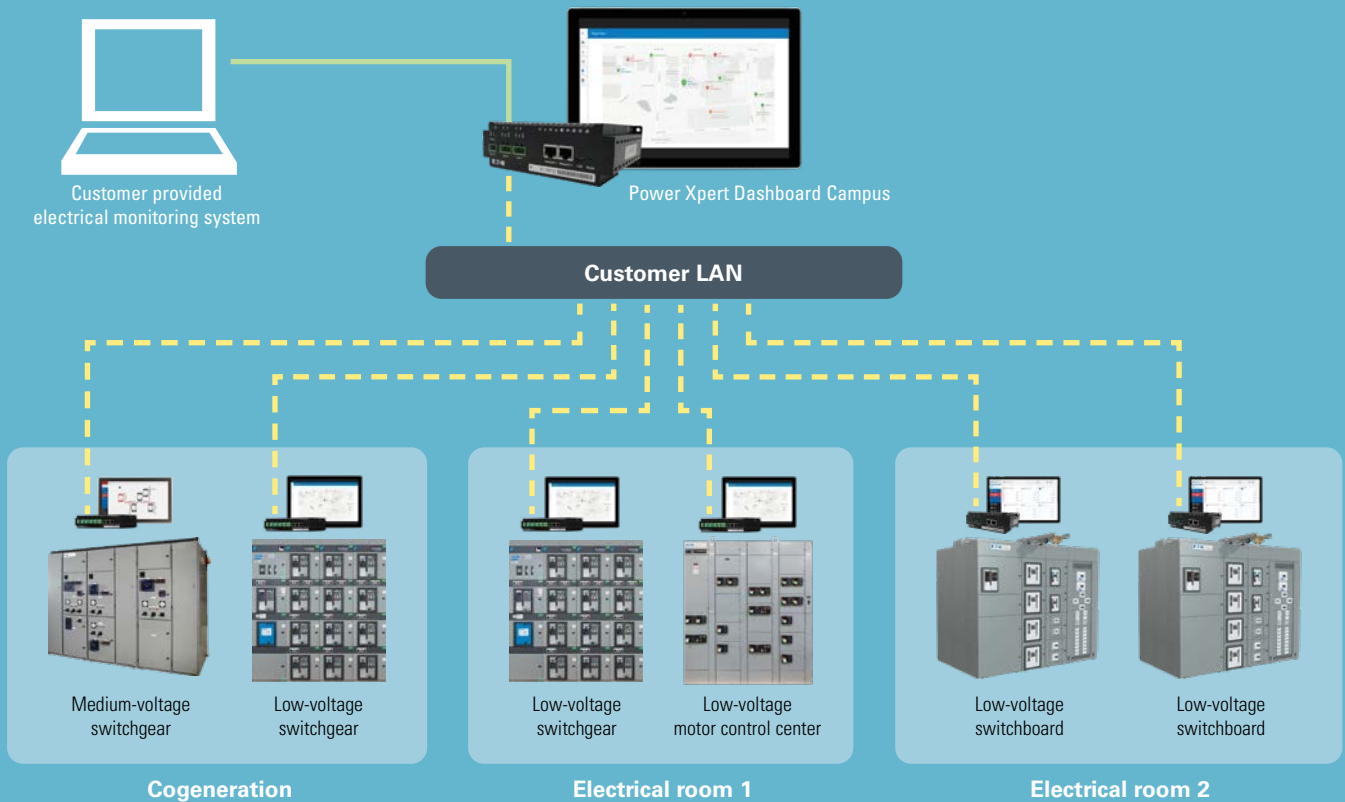 Customer provided
electrical monitoring system
EATON
Power Xpert Dashboard Campus
Customer LAN
Medium-voltage
switchgear
Low-voltage
switchgear
Low-voltage
switchgear
Low-voltage
motor control center
Low-voltage
switchboard
Low-voltage
switchboard
Cogeneration
Electrical room 1
Electrical room 2